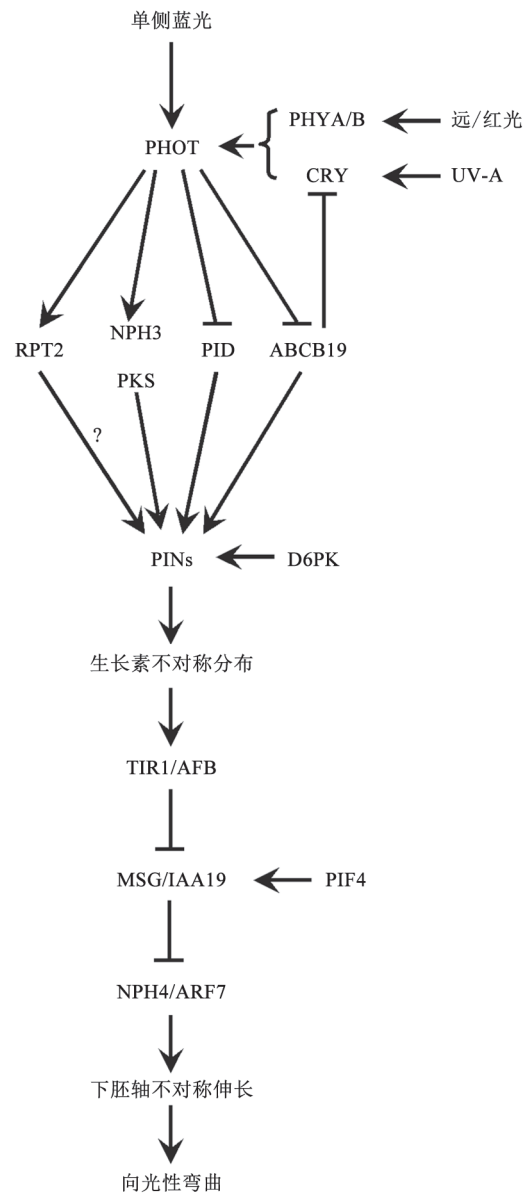 单侧蓝光
PHYA/B
远/红光
PHOT
CRY
UV-A
NPH3
RPT2
PID
ABCB19
PKS
?
PINs
D6PK
生长素不对称分布
TIR1/AFB
MSG/IAA19
PIF4
NPH4/ARF7
下胚轴不对称伸长
向光性弯曲